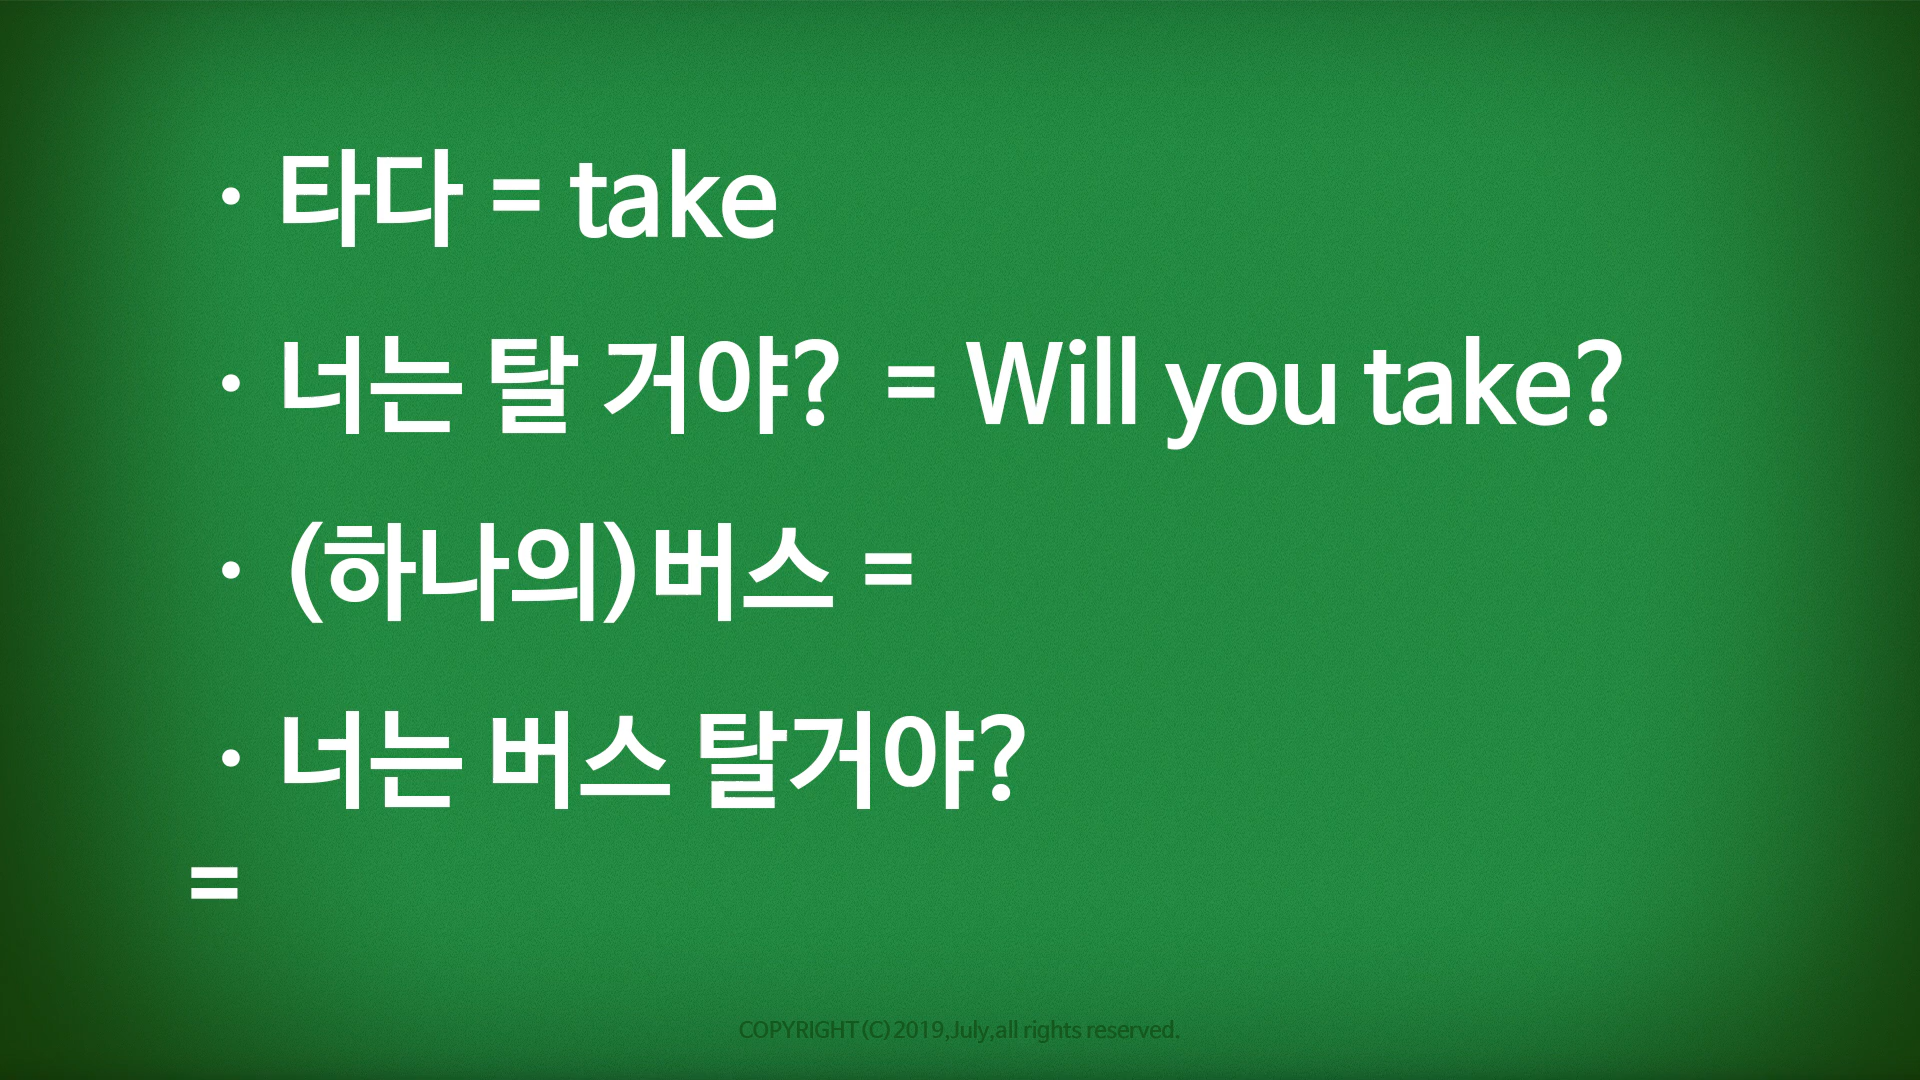 • 타다 = take
• 너는 탈 거야? = Will you take?
• (하나의)버스 =
• 너는 버스 탈거야?
=
COPYRIGHT(C)2019,July,all rights reserved.